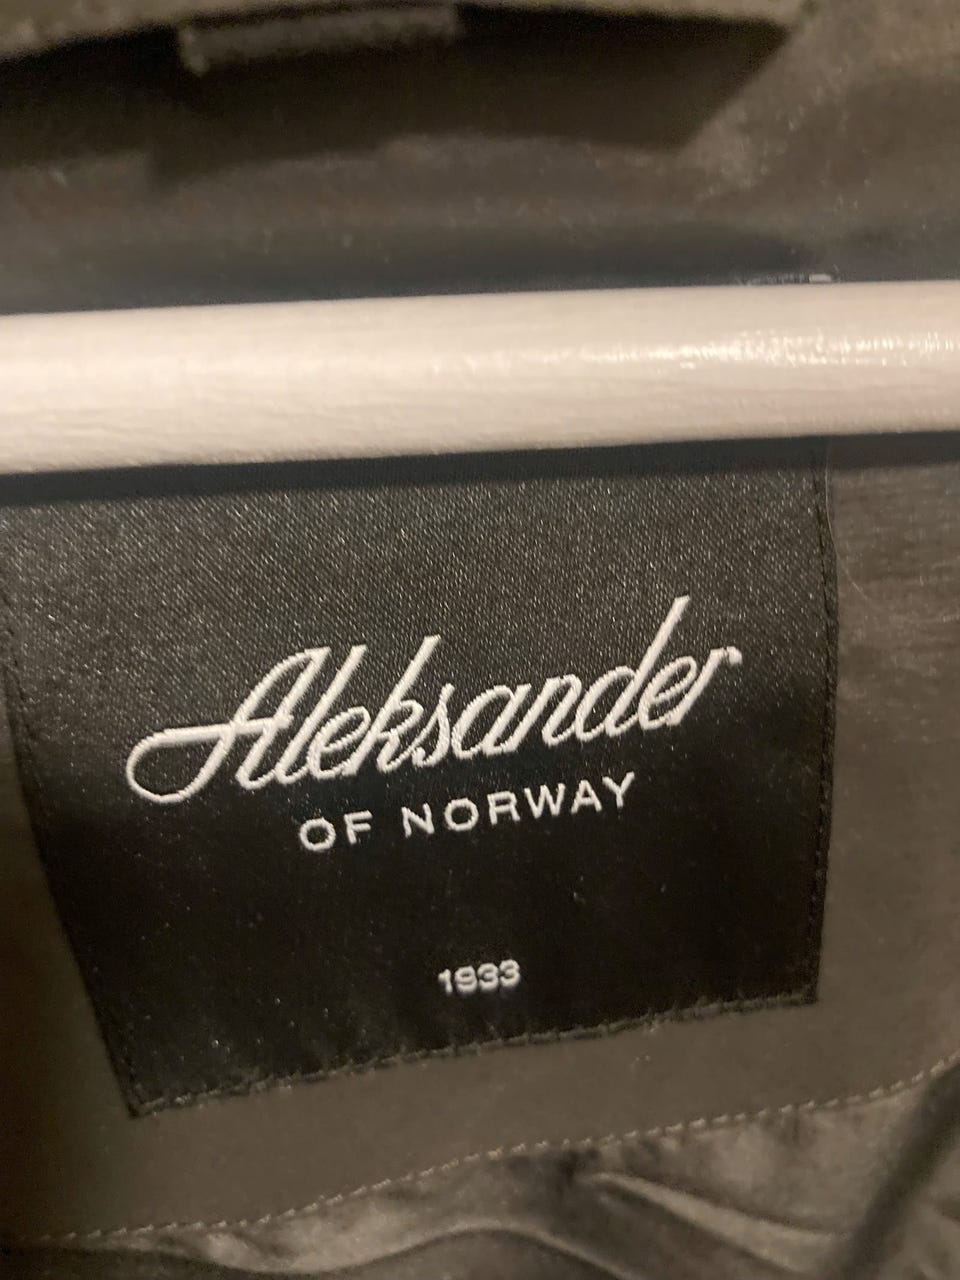 Aleksander
OF NORWAY
1933